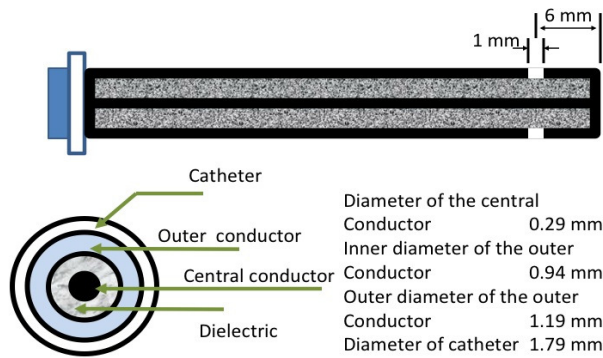 6 mm
1 mm
Catheter
Outer conductor
Central conductor
Dielectric
Diameter of the central
Conductor 0.29 mm
Inner diameter of the outer
Conductor 0.94 mm
Outer diameter of the outer
Conductor 1.19 mm
Diameter of catheter 1.79 mm